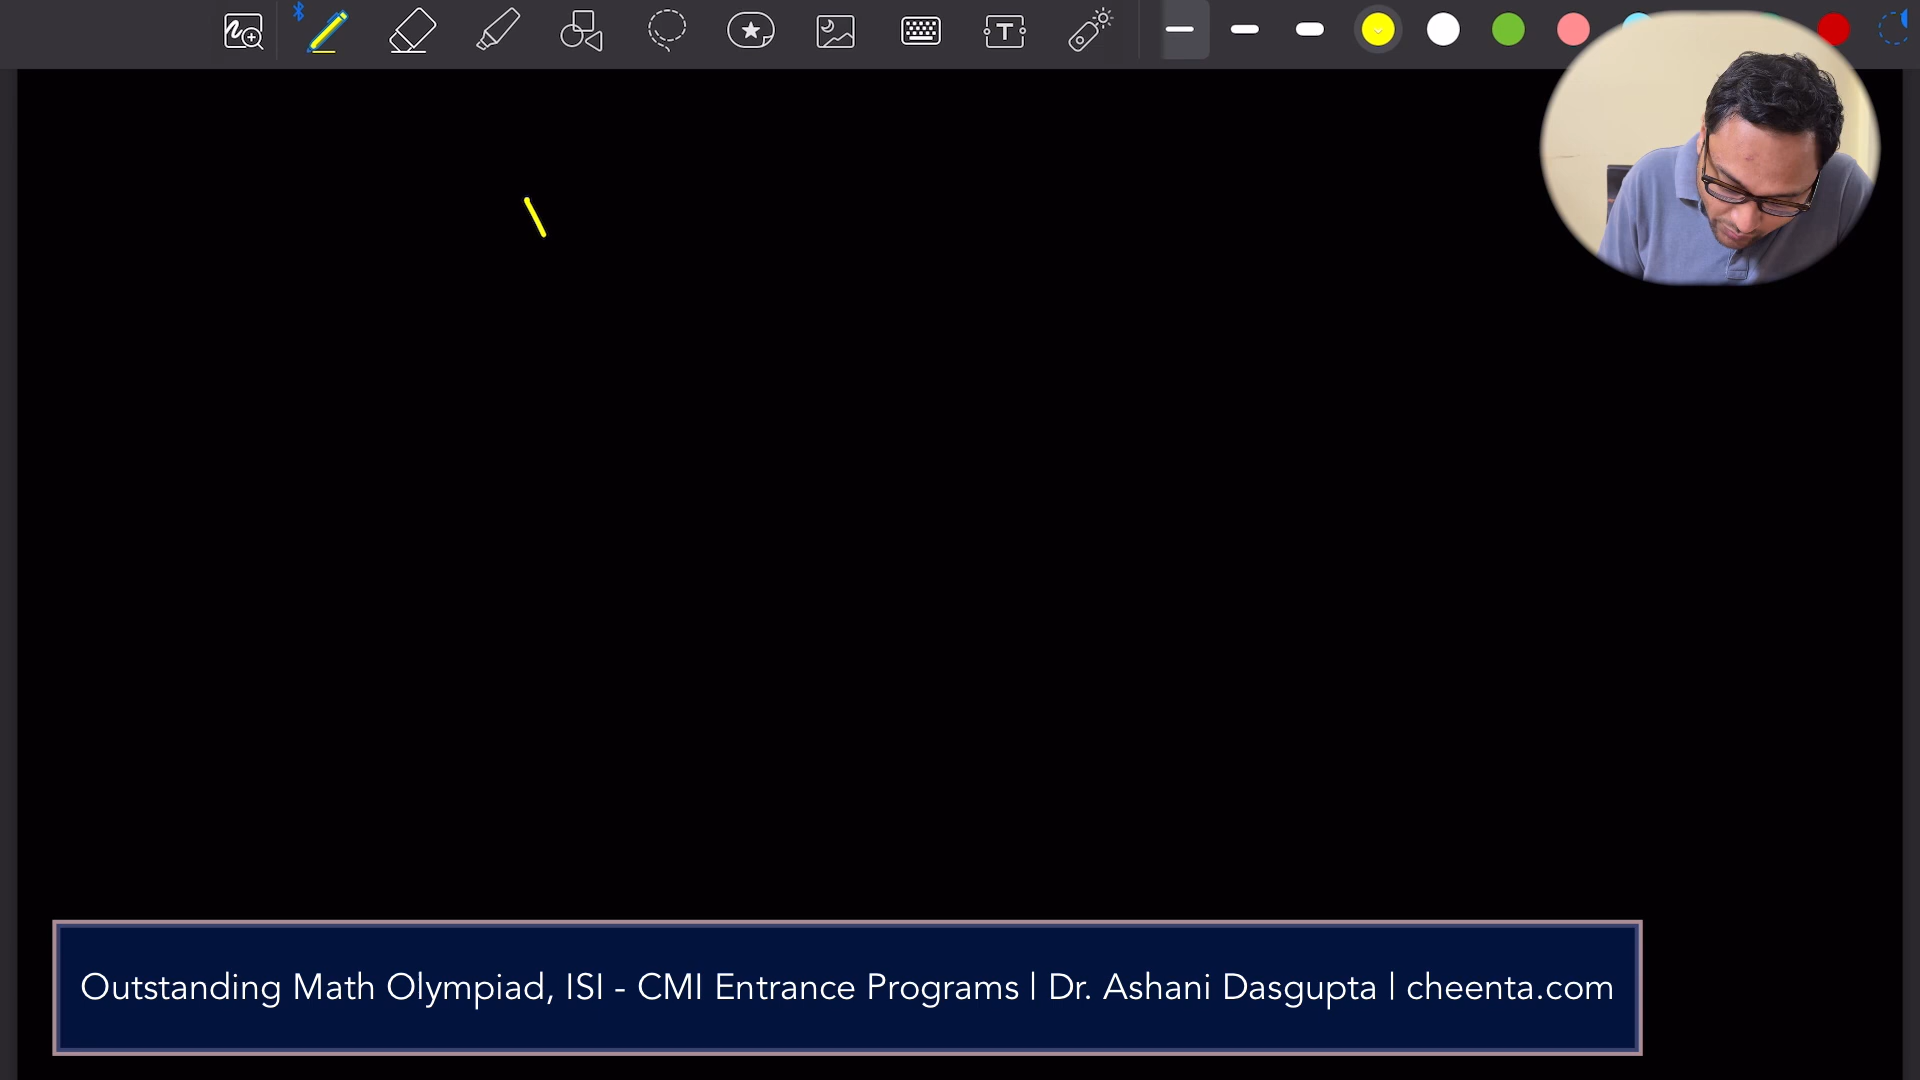 Outstanding Math Olympiad, ISI - CMI Entrance Programs | Dr. Ashani Dasgupta | cheenta.com